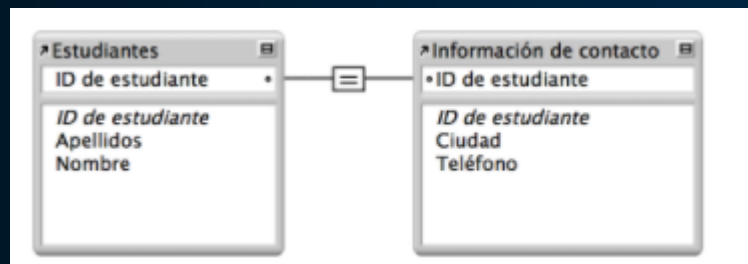 Estudiantes
ID de estudiante
ID de estudiante
Apellidos
Nombre
=
Información de contacto
ID de estudiante
ID de estudiante
Ciudad
Teléfono